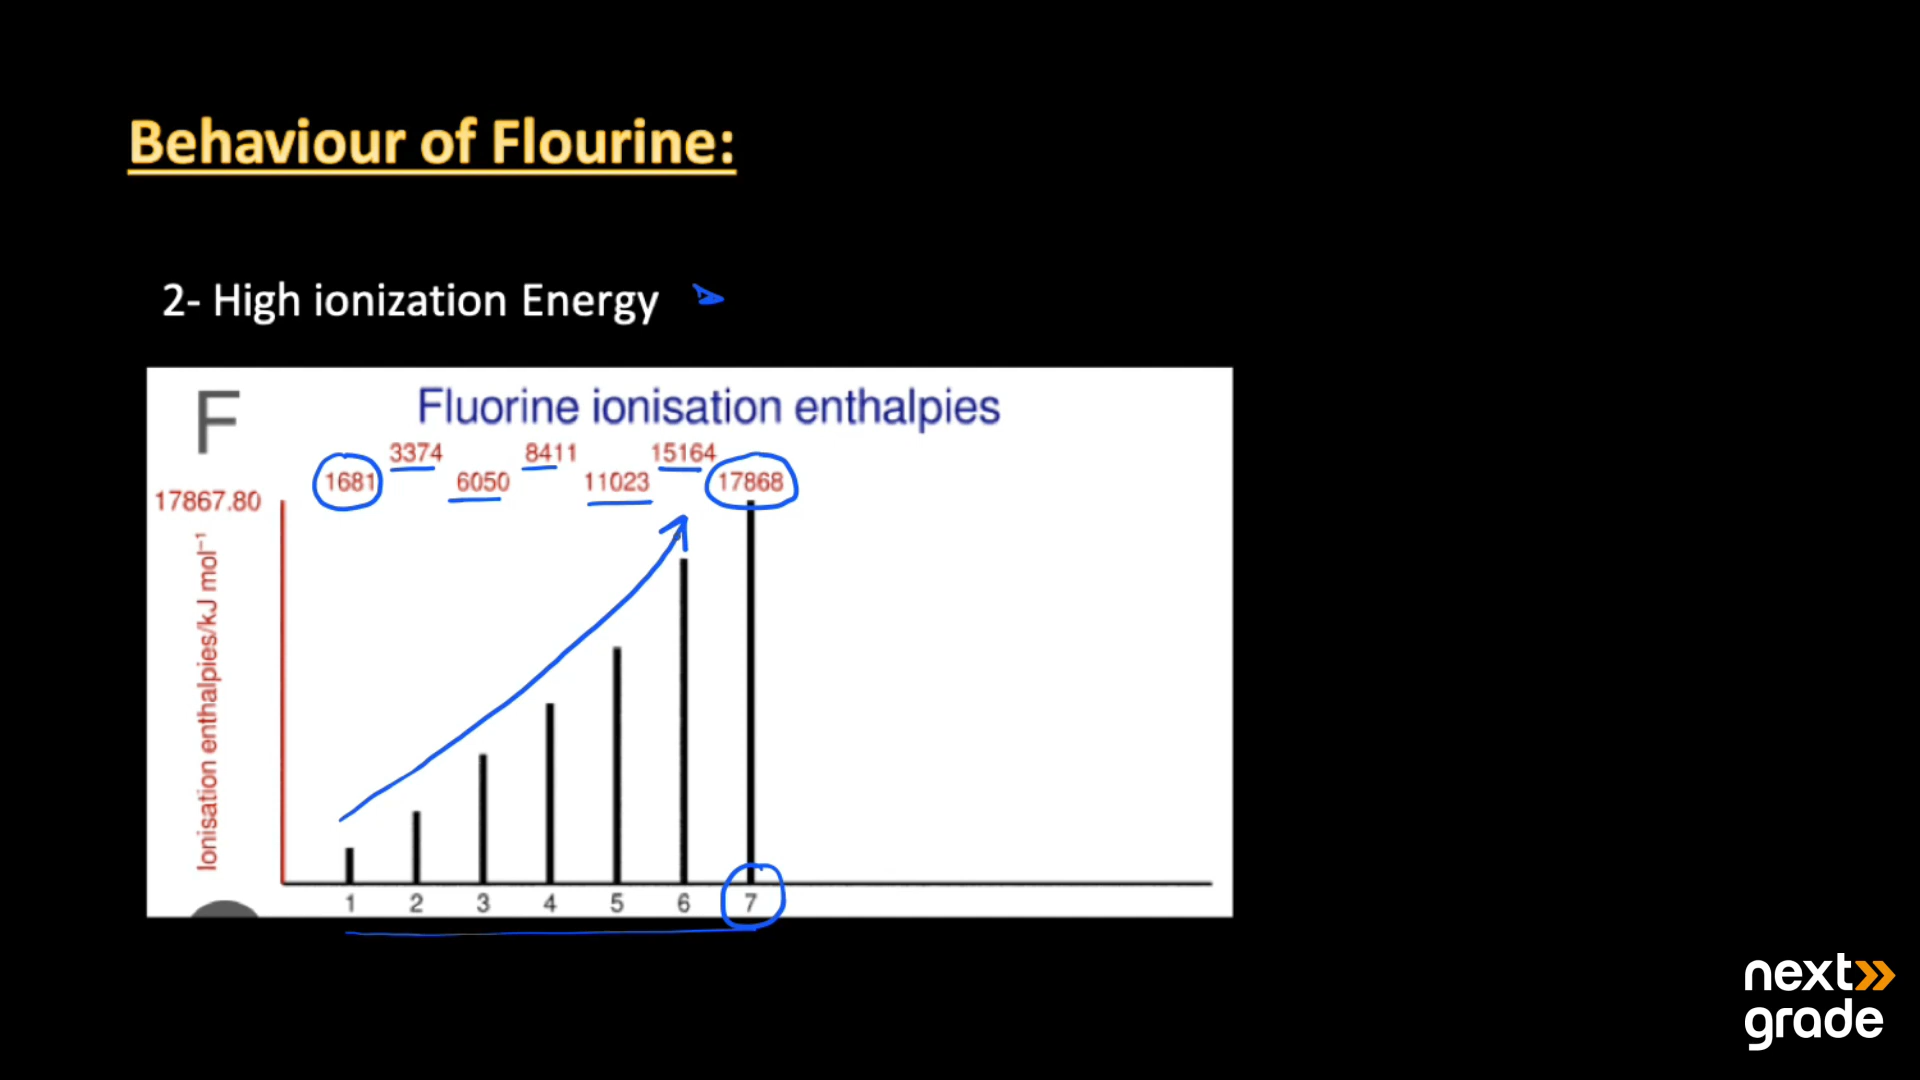 Behaviour of Flourine:
2- High ionization Energy
F
Fluorine ionisation enthalpies
3374 8411 15164
1681 6050 11023 17868
17867.80
Ionisation enthalpies/kJ mol⁻¹
1 2 3 4 5 6 7
next
grade